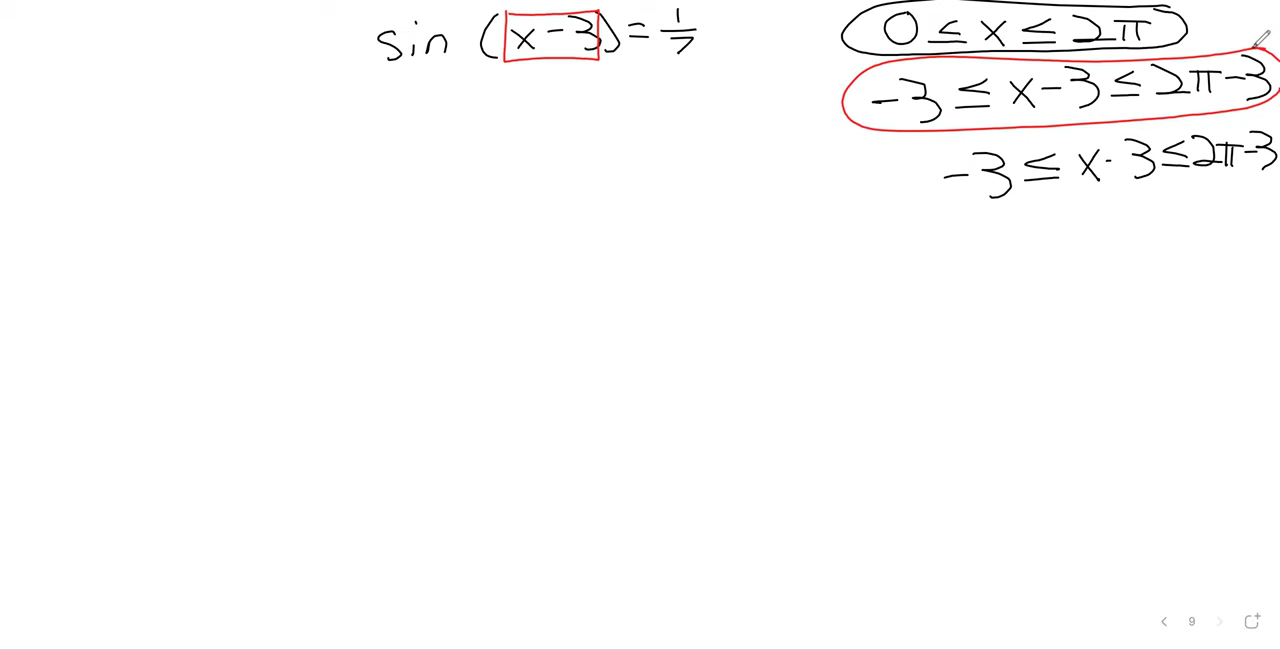 sin (x-3) = 1/7
0 ≤ x ≤ 2π
-3 ≤ x-3 ≤ 2π-3
-3 ≤ x-3 ≤ 2π-3
9